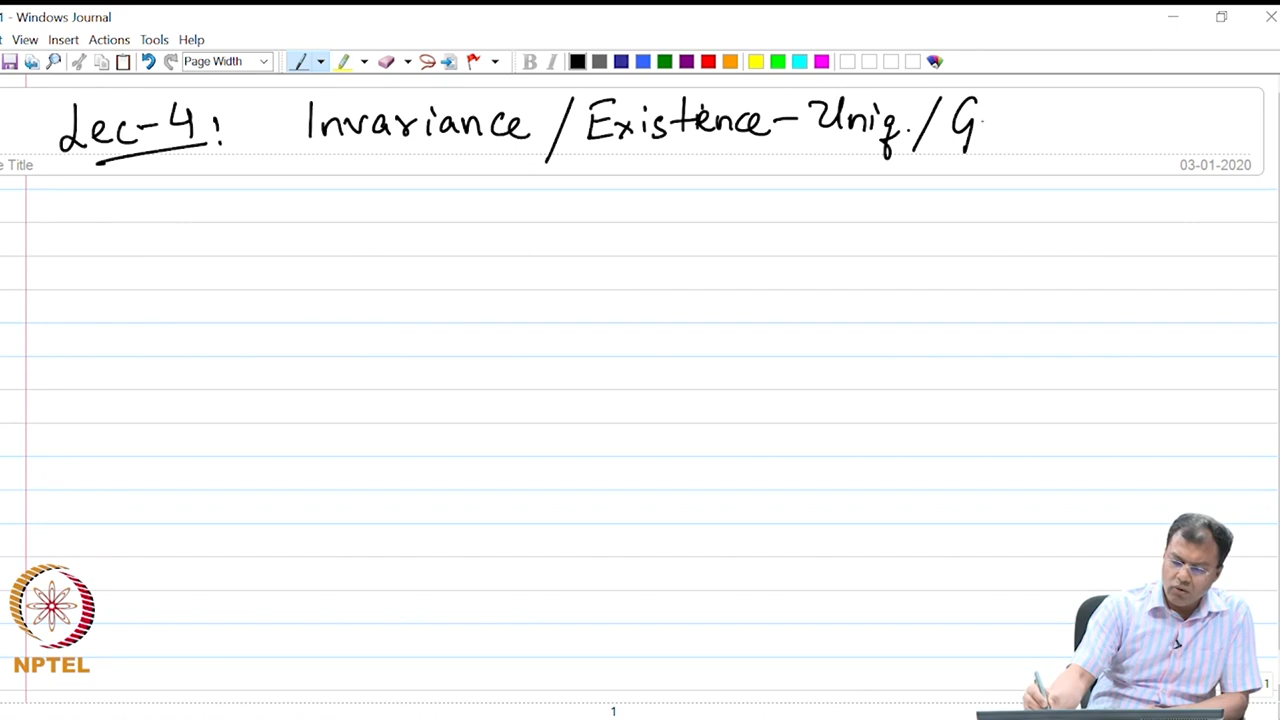 1 - Windows Journal
t View Insert Actions Tools Help
Page Width
B I
Lec-4: Invariance / Existence - Uniq. / G
e Title
03-01-2020
NPTEL
1
1